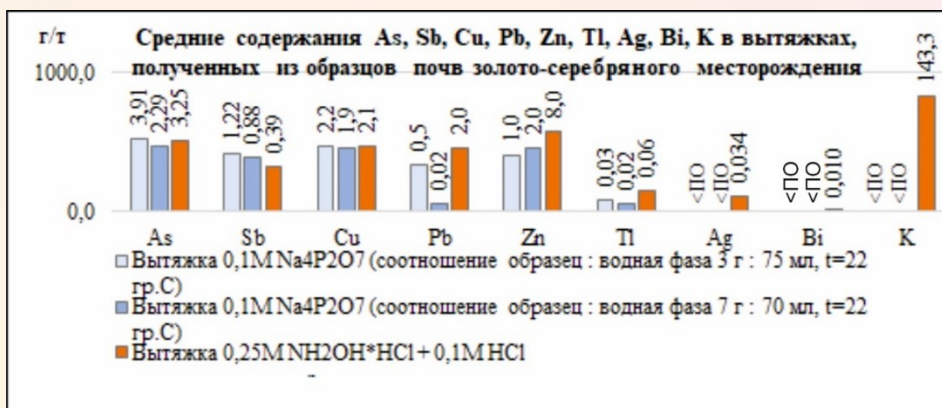 г/т
Средние содержания As, Sb, Cu, Pb, Zn, Tl, Ag, Bi, K в вытяжках,
полученных из образцов почв золото-серебряного месторождения
1000,0
0,0
3,91 2,29 3,25
1,22 0,88 0,39
2,2 1,9 2,1
0,5 0,02 2,0
1,0 2,0 8,0
0,03 0,02 0,06
<ПО <ПО 0,034
<ПО <ПО 0,010
<ПО <ПО 143,3
As Sb Cu Pb Zn Tl Ag Bi K
Вытяжка 0,1М Na4P2O7 (соотношение образец : водная фаза 3 г : 75 мл, t=22
гр.С)
Вытяжка 0,1М Na4P2O7 (соотношение образец : водная фаза 7 г : 70 мл, t=22
гр.С)
Вытяжка 0,25М NH2OH*HCl + 0,1М HCl